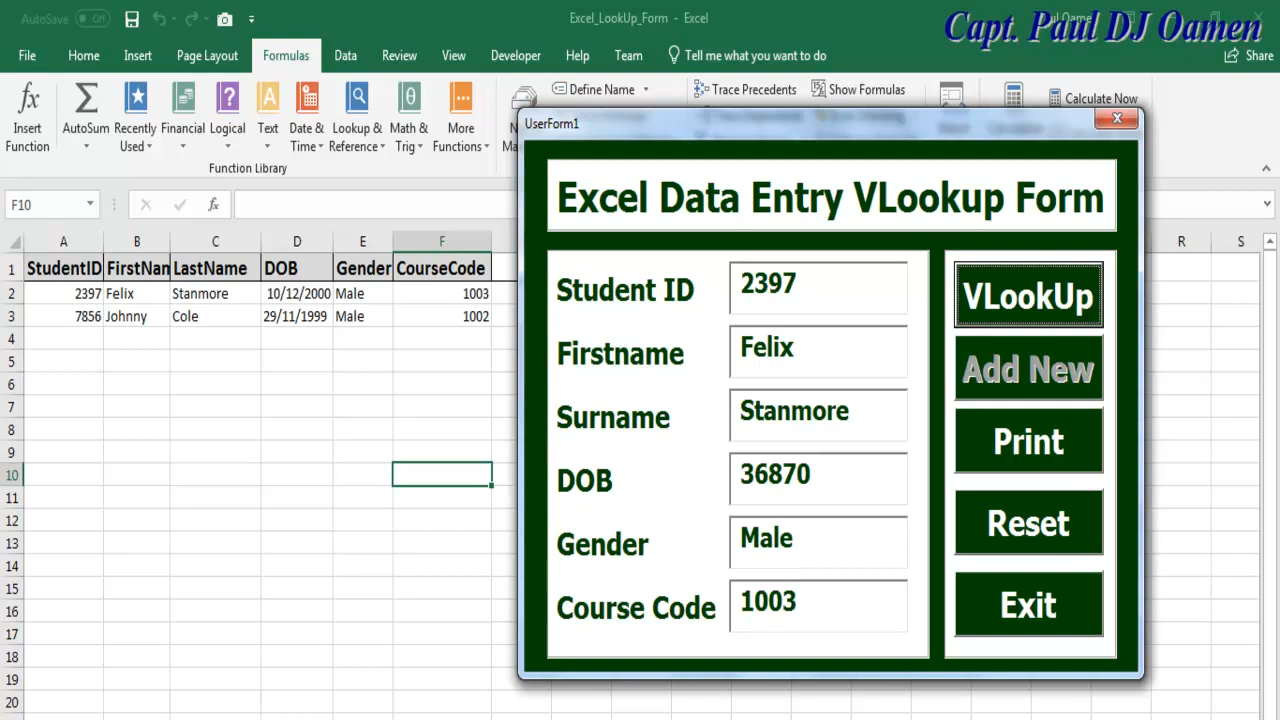 AutoSave Off
Excel_LookUp_Form - Excel
Capt. Paul DJ Oamen
File Home Insert Page Layout Formulas Data Review View Developer Help Team Tell me what you want to do Share
Define Name Trace Precedents Show Formulas Calculate Now
Insert Function
AutoSum
Recently Used
Financial
Logical
Text
Date & Time
Lookup & Reference
Math & Trig
More Functions
Function Library
UserForm1
F10 fx
A B C D E F R S
1 StudentID FirstNam LastName DOB Gender CourseCode
2 2397 Felix Stanmore 10/12/2000 Male 1003
3 7856 Johnny Cole 29/11/1999 Male 1002
4
5
6
7
8
9
10
11
12
13
14
15
16
17
18
19
20
Excel Data Entry VLookup Form
Student ID 2397
Firstname Felix
Surname Stanmore
DOB 36870
Gender Male
Course Code 1003
VLookUp
Add New
Print
Reset
Exit